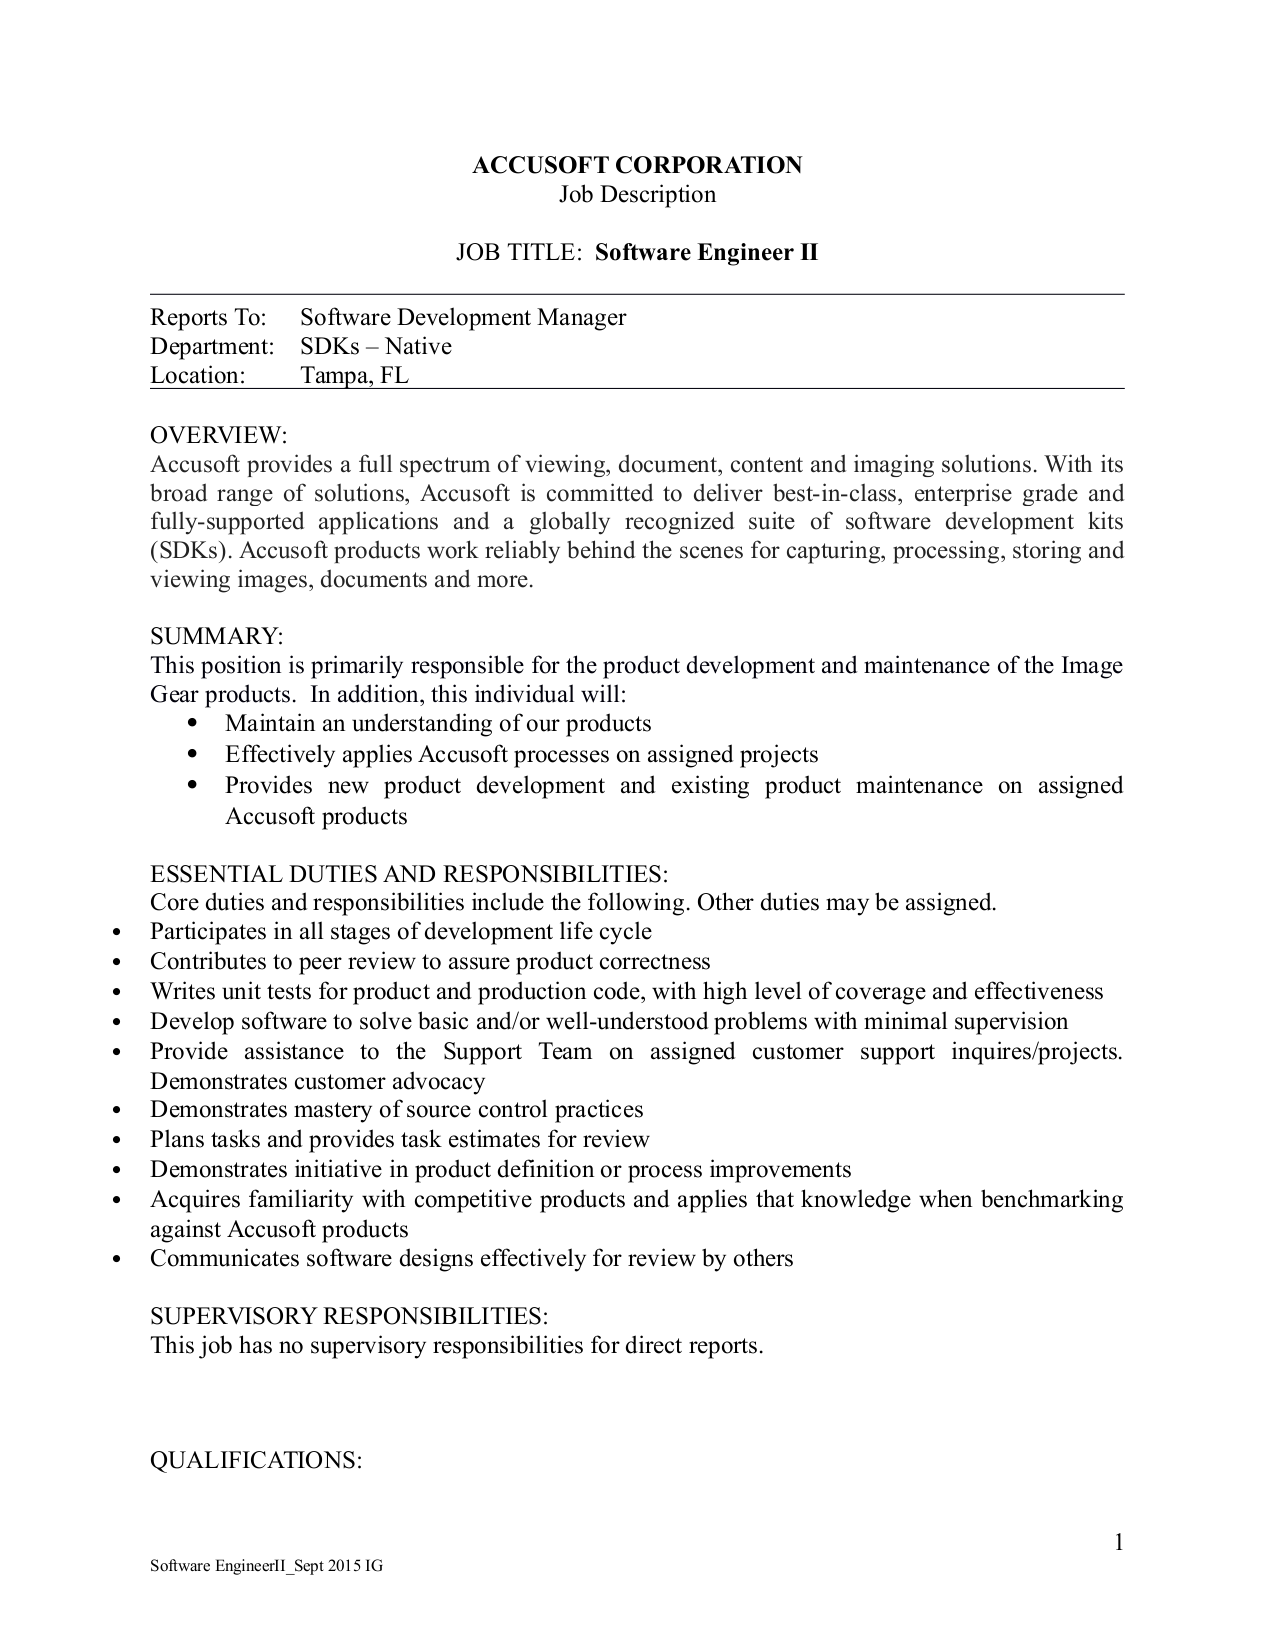 ACCUSOFT CORPORATION
Job Description
JOB TITLE:  Software Engineer II
Reports To: Software Development Manager
Department: SDKs – Native
Location: Tampa, FL
OVERVIEW:
Accusoft provides a full spectrum of viewing, document, content and imaging solutions. With its
broad range of solutions, Accusoft is committed to deliver best-in-class, enterprise grade and
fully-supported applications and a globally recognized suite of software development kits
(SDKs). Accusoft products work reliably behind the scenes for capturing, processing, storing and
viewing images, documents and more.
SUMMARY:
This position is primarily responsible for the product development and maintenance of the Image
Gear products.  In addition, this individual will:
• Maintain an understanding of our products
• Effectively applies Accusoft processes on assigned projects
• Provides new product development and existing product maintenance on assigned
Accusoft products
ESSENTIAL DUTIES AND RESPONSIBILITIES:
Core duties and responsibilities include the following. Other duties may be assigned.
• Participates in all stages of development life cycle
• Contributes to peer review to assure product correctness
• Writes unit tests for product and production code, with high level of coverage and effectiveness
• Develop software to solve basic and/or well-understood problems with minimal supervision
• Provide assistance to the Support Team on assigned customer support inquires/projects.
Demonstrates customer advocacy
• Demonstrates mastery of source control practices
• Plans tasks and provides task estimates for review
• Demonstrates initiative in product definition or process improvements
• Acquires familiarity with competitive products and applies that knowledge when benchmarking
against Accusoft products
• Communicates software designs effectively for review by others
SUPERVISORY RESPONSIBILITIES:
This job has no supervisory responsibilities for direct reports.
QUALIFICATIONS:
1
Software EngineerII_Sept 2015 IG